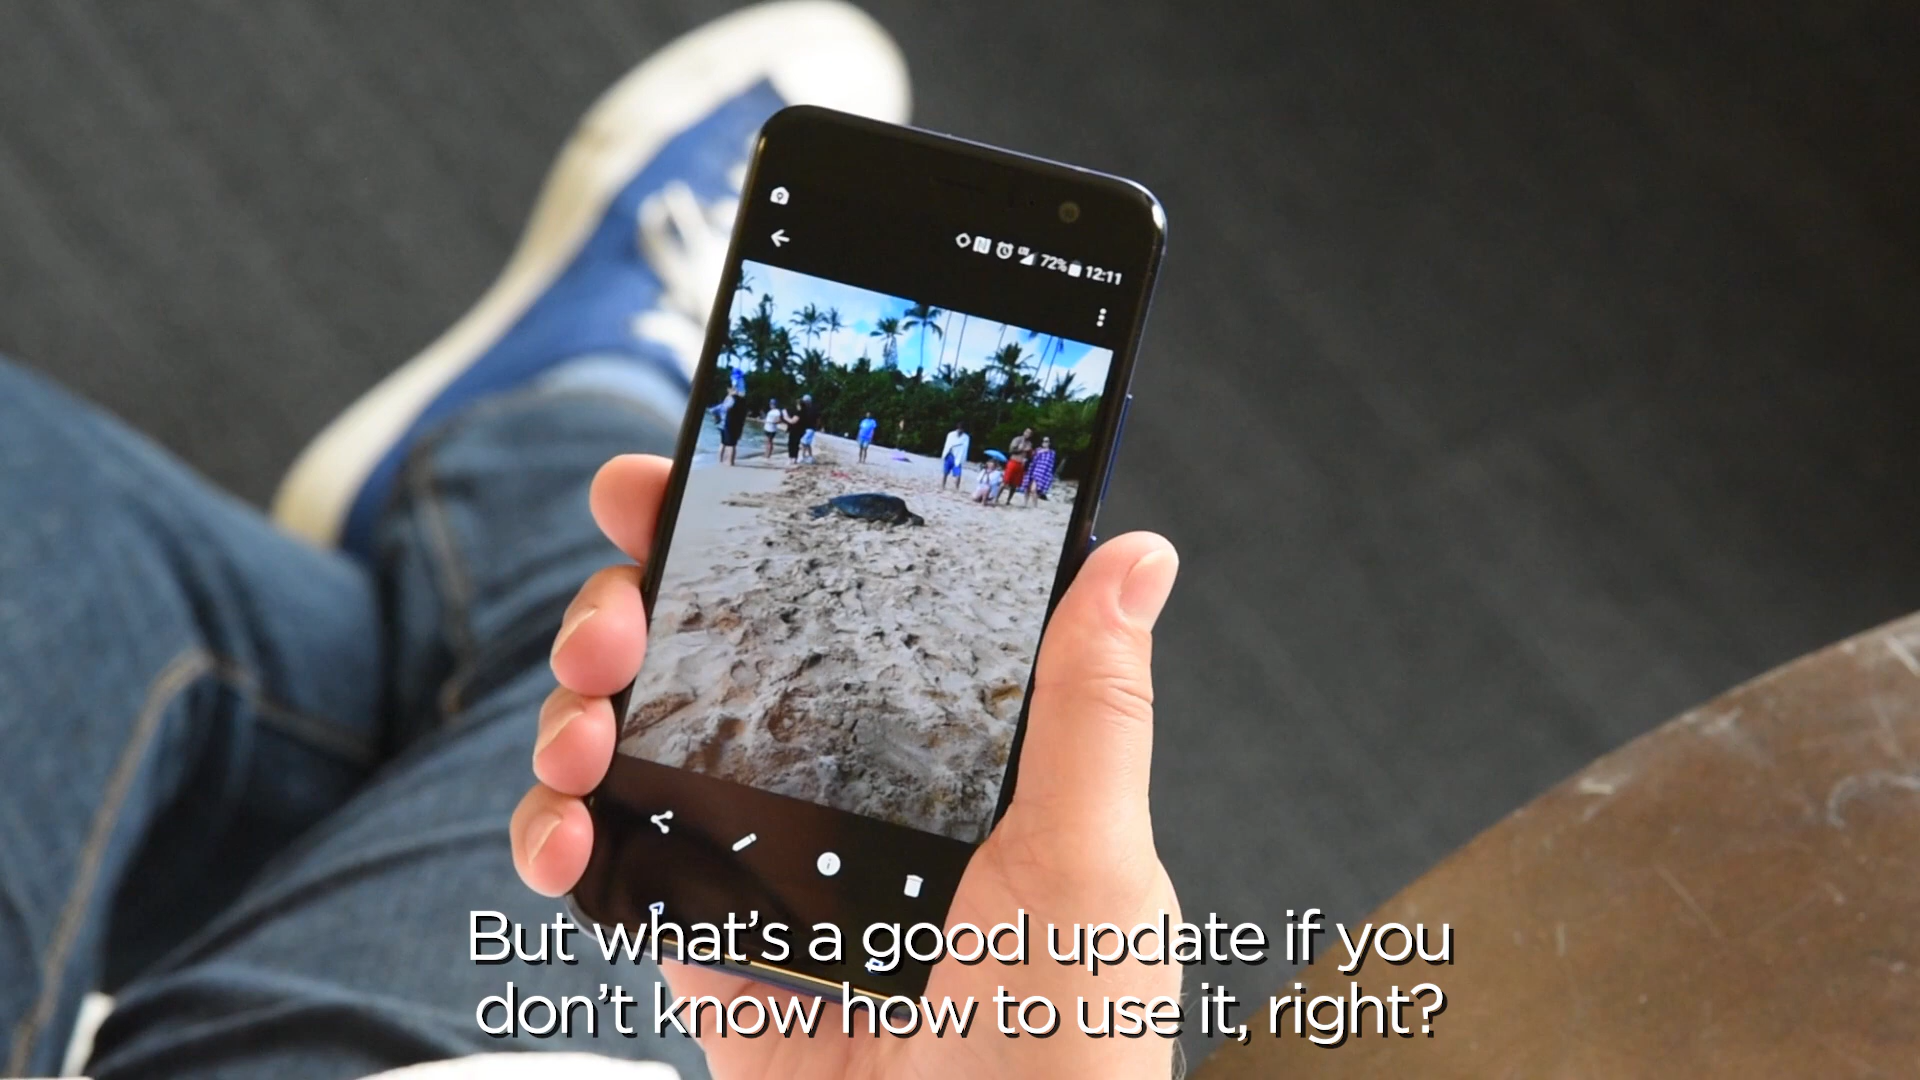 72% 12:11
But what's a good update if you
don't know how to use it, right?